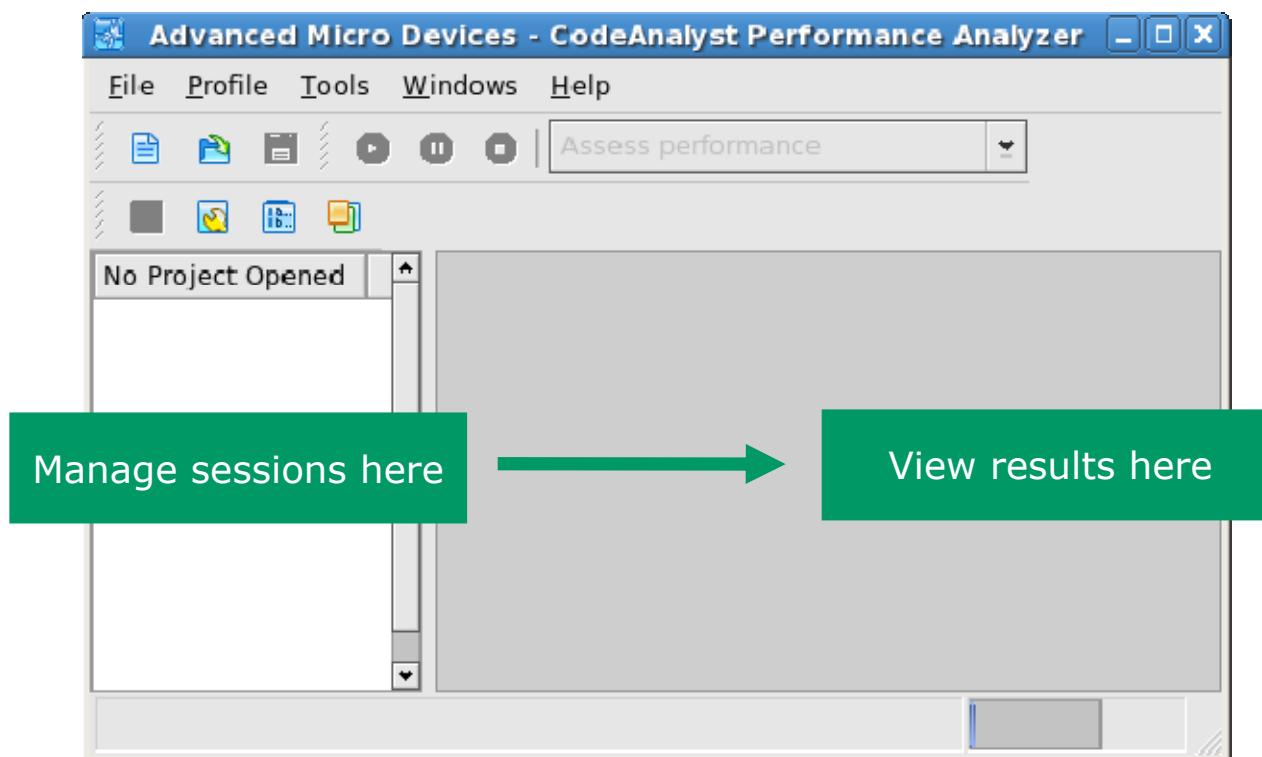 Advanced Micro Devices - CodeAnalyst Performance Analyzer
File Profile Tools Windows Help
Assess performance
No Project Opened
Manage sessions here
View results here